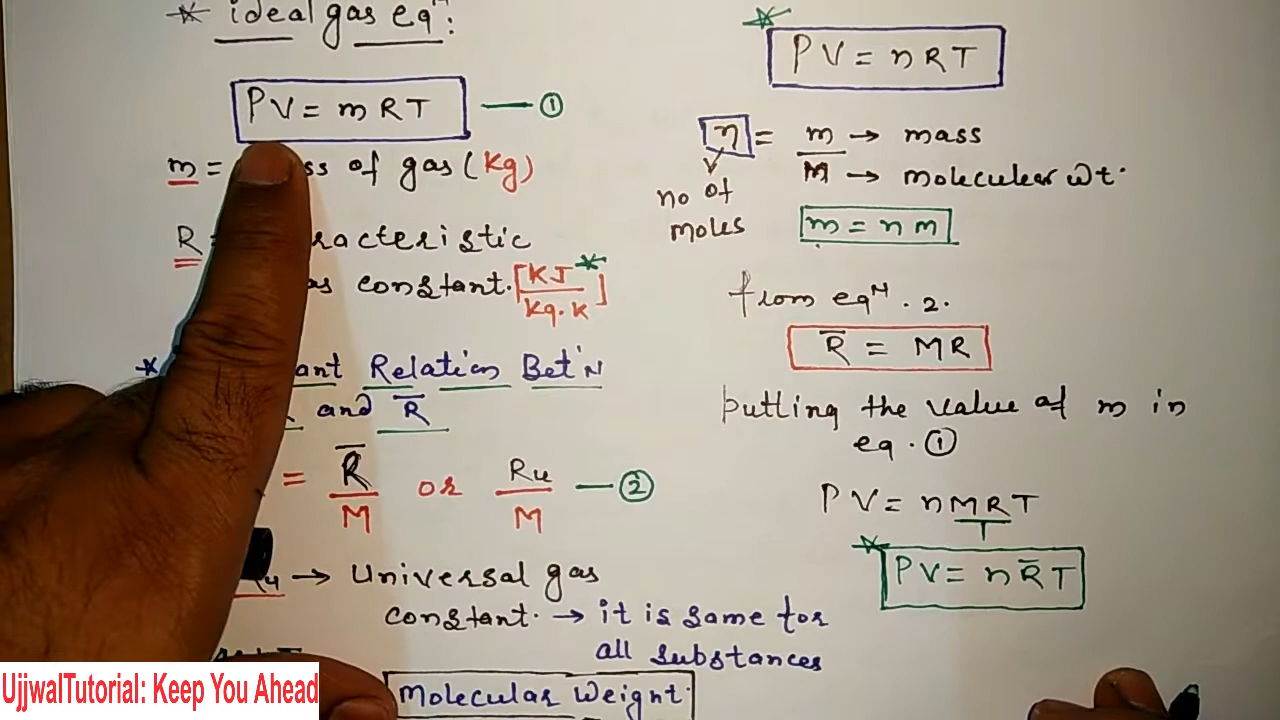 * ideal gas eqⁿ:
PV = mRT — ①
m = ss of gas (Kg)
R = racteristic
as constant. [KJ* / Kg.K]
* ant Relation Bet'n
and R̅
= R̅/M or Ru/M — ②
Ru → Universal gas
constant. → it is same for
all substances
Molecular Weight.
* PV = nRT
n = m → mass
M → molecular wt.
no of
moles
m = nm
from eqⁿ. 2.
R̅ = MR
putting the value of m in
eq. ①
PV = nMRT
* PV = nR̅T
UjjwalTutorial: Keep You Ahead